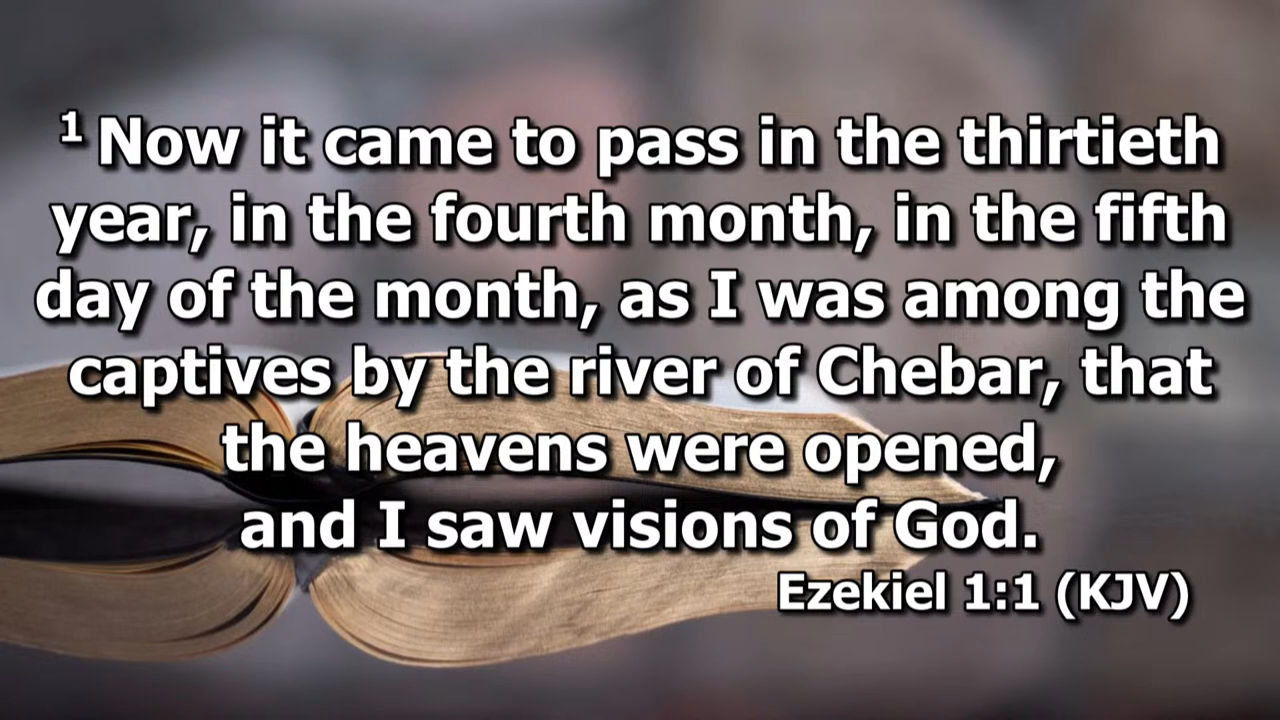 1 Now it came to pass in the thirtieth
year, in the fourth month, in the fifth
day of the month, as I was among the
captives by the river of Chebar, that
the heavens were opened,
and I saw visions of God.
Ezekiel 1:1 (KJV)